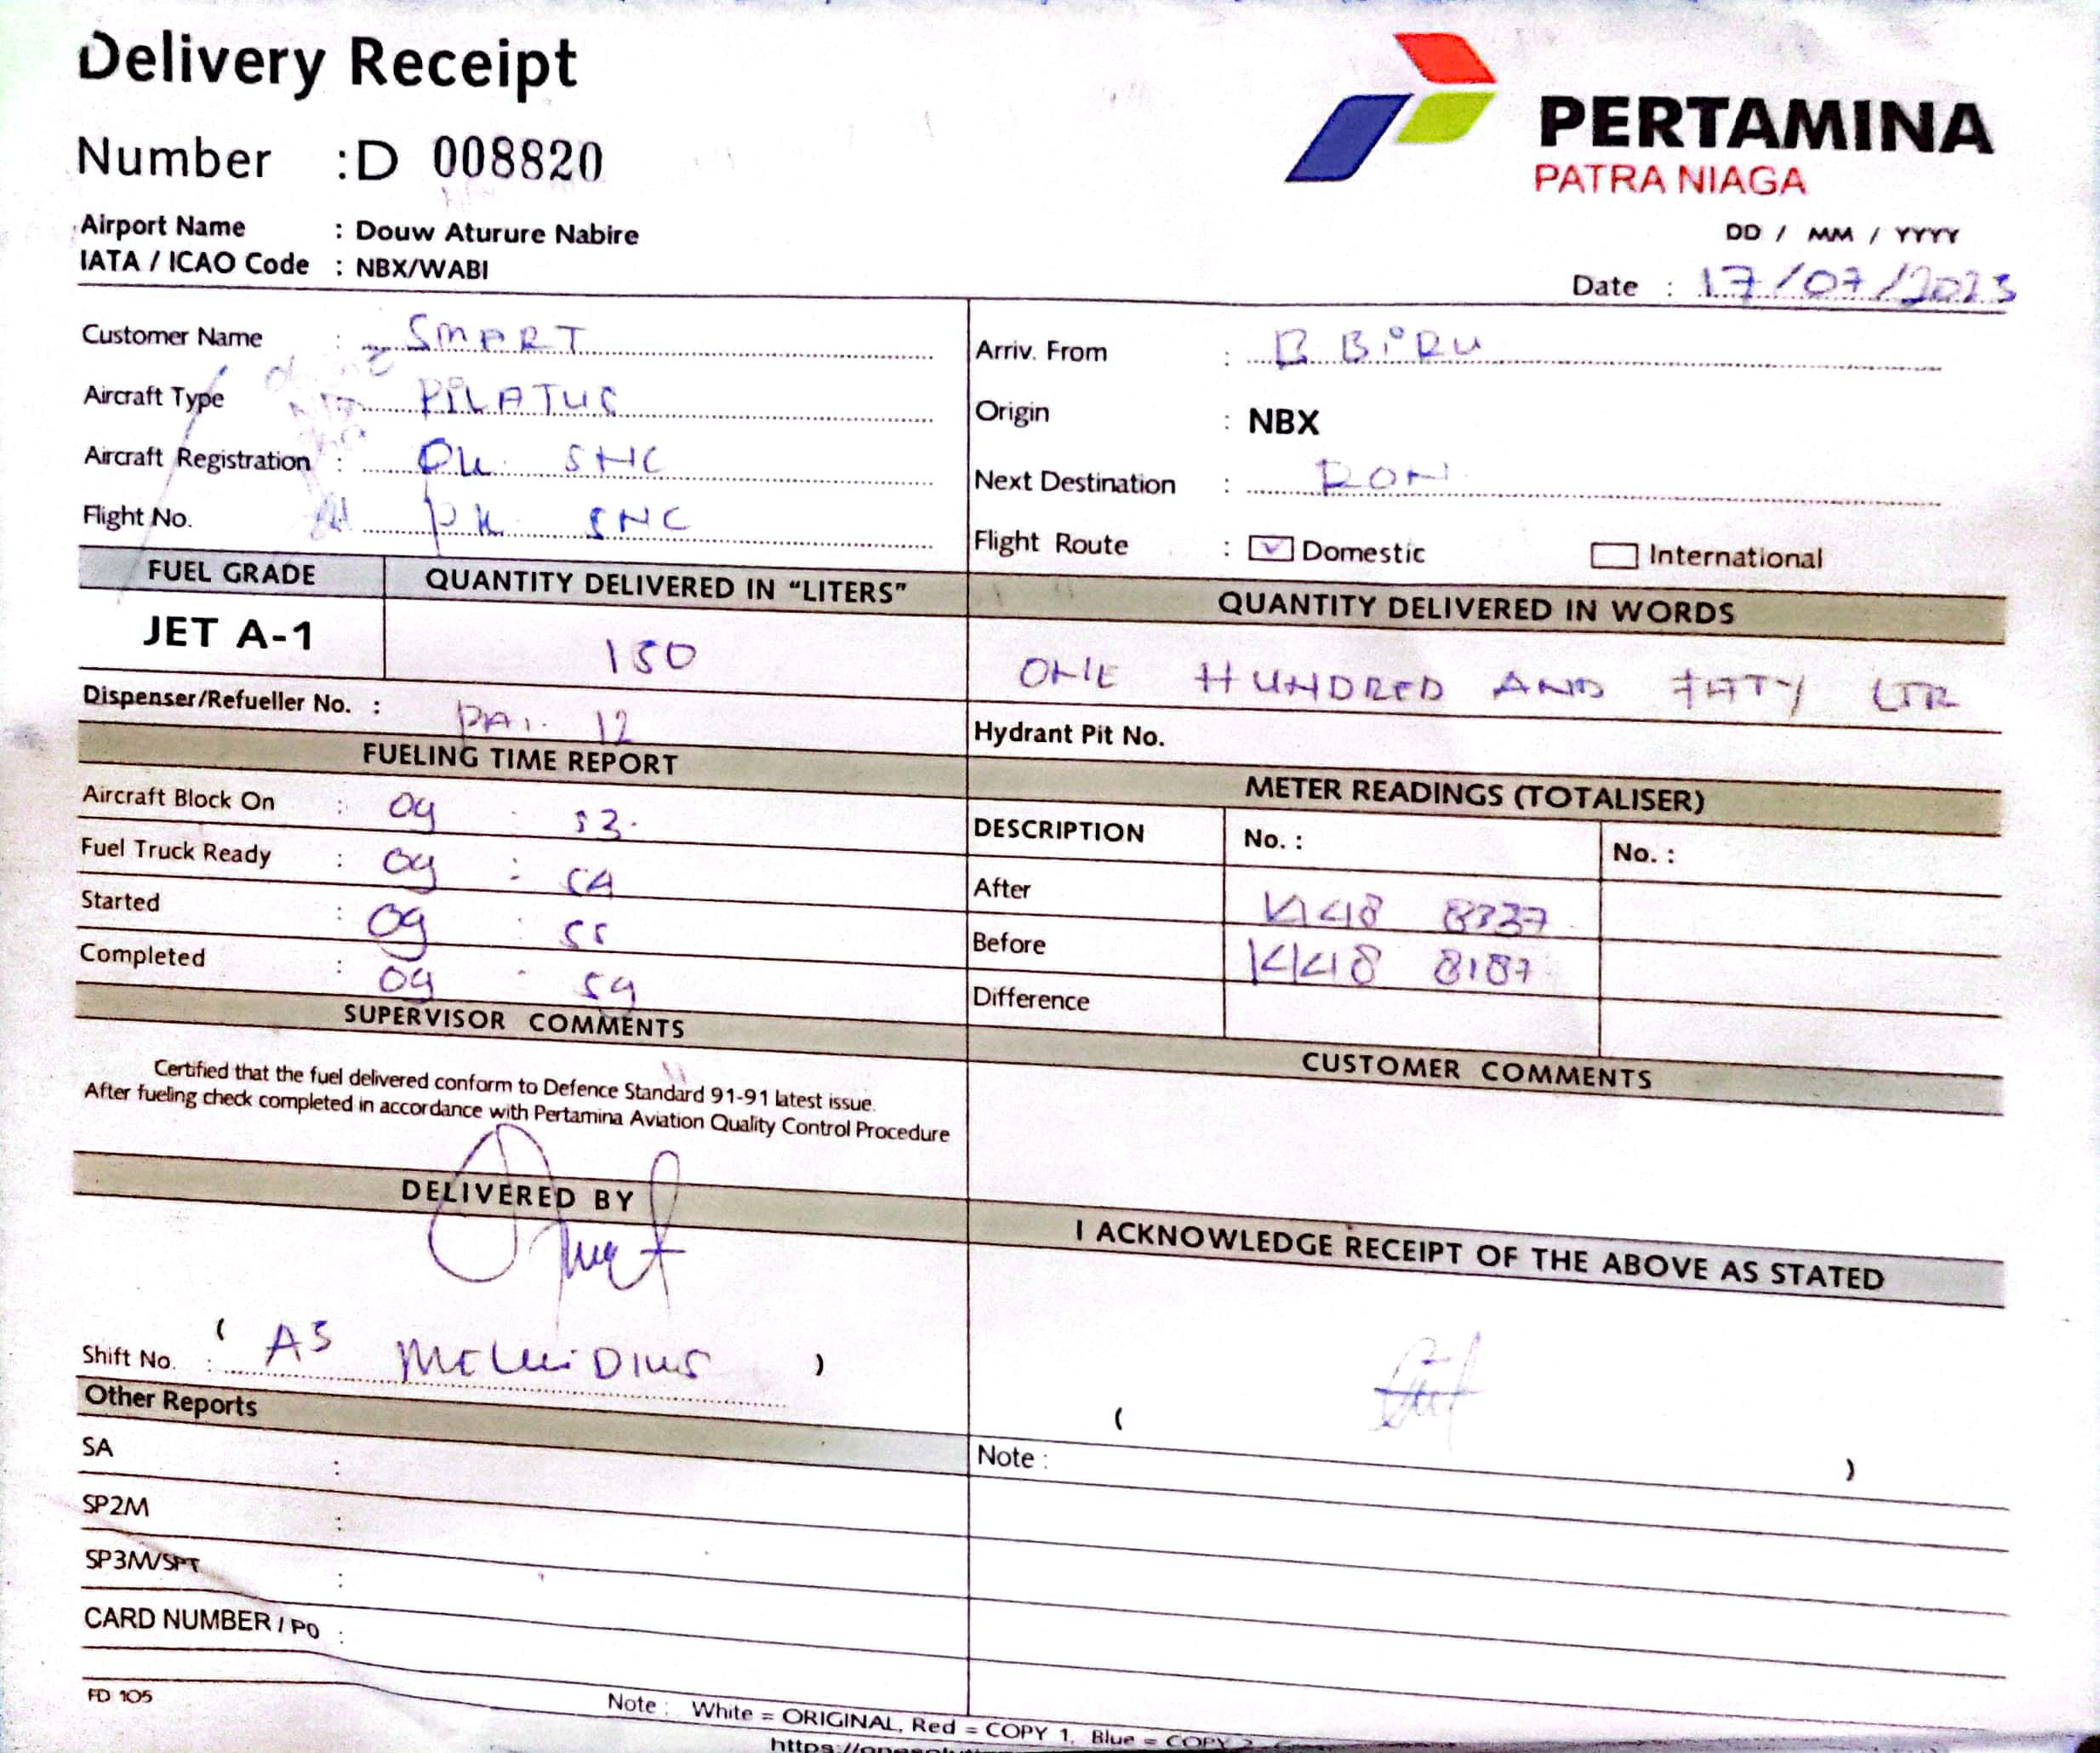 Delivery Receipt
Number : D 008820
PERTAMINA
PATRA NIAGA
Airport Name : Douw Aturure Nabire
IATA / ICAO Code : NBX/WABI
DD / MM / YYYY
Date : 17/07/2023
Customer Name : SMART
Aircraft Type : PILATUS
Aircraft Registration : PK SNC
Flight No. PK SNC
Arriv. From : B BIRU
Origin : NBX
Next Destination : RON
Flight Route : Domestic International
FUEL GRADE QUANTITY DELIVERED IN "LITERS"
JET A-1 150
QUANTITY DELIVERED IN WORDS
ONE HUNDRED AND FIFTY LTR
Dispenser/Refueller No. : 12
Hydrant Pit No.
FUELING TIME REPORT
Aircraft Block On : 09 : 53
Fuel Truck Ready : 09 : 54
Started : 09 : 55
Completed : 09 : 59
METER READINGS (TOTALISER)
DESCRIPTION No. : No. :
After 8337
Before 8187
Difference
SUPERVISOR COMMENTS
Certified that the fuel delivered conform to Defence Standard 91-91 latest issue.
After fueling check completed in accordance with Pertamina Aviation Quality Control Procedure
CUSTOMER COMMENTS
DELIVERED BY
( A3 )
Shift No. :
I ACKNOWLEDGE RECEIPT OF THE ABOVE AS STATED
( )
Other Reports
SA :
SP2M :
SP3M/SPT :
CARD NUMBER / PO :
Note :
FD 105
Note : White = ORIGINAL, Red = COPY 1, Blue = COPY 2